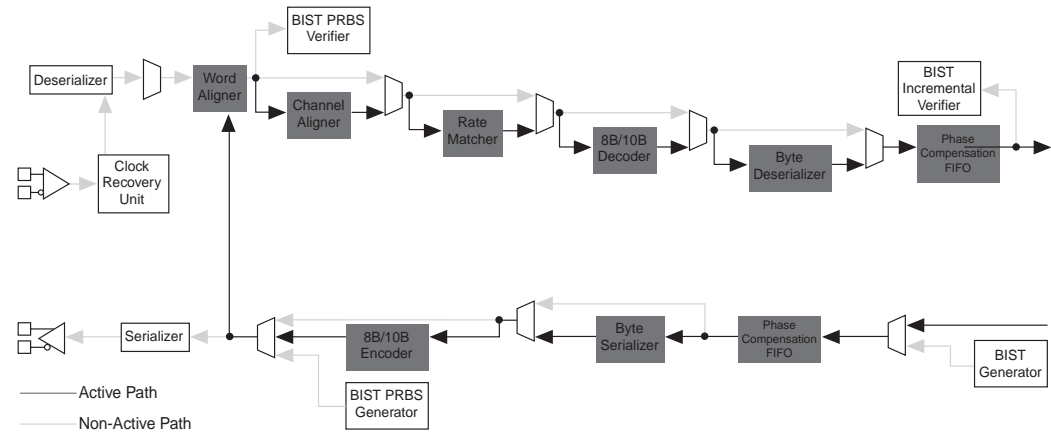 BIST PRBS
Verifier
Deserializer
Word
Aligner
Channel
Aligner
Rate
Matcher
8B/10B
Decoder
Byte
Deserializer
BIST
Incremental
Verifier
Phase
Compensation
FIFO
Clock
Recovery
Unit
Serializer
8B/10B
Encoder
BIST PRBS
Generator
Byte
Serializer
Phase
Compensation
FIFO
BIST
Generator
Active Path
Non-Active Path